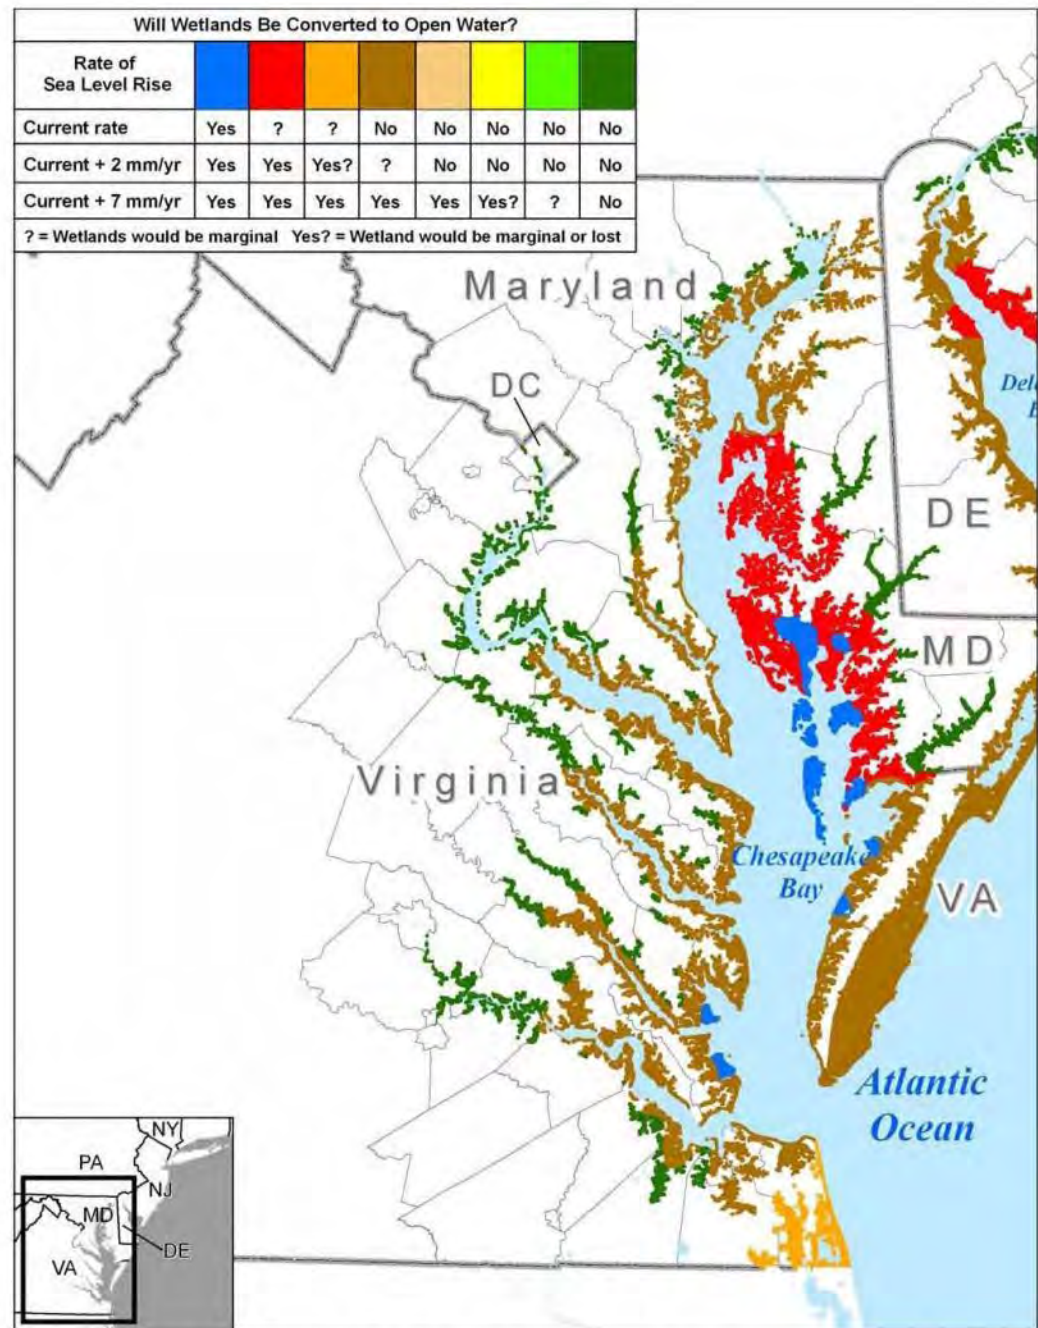 Will Wetlands Be Converted to Open Water?
Rate of
Sea Level Rise
Current rate Yes ? ? No No No No No
Current + 2 mm/yr Yes Yes Yes? ? No No No No
Current + 7 mm/yr Yes Yes Yes Yes Yes Yes? ? No
? = Wetlands would be marginal Yes? = Wetland would be marginal or lost
Maryland
DC
DE
MD
Virginia
Chesapeake
Bay
VA
Atlantic
Ocean
NY
PA
NJ
MD
DE
VA